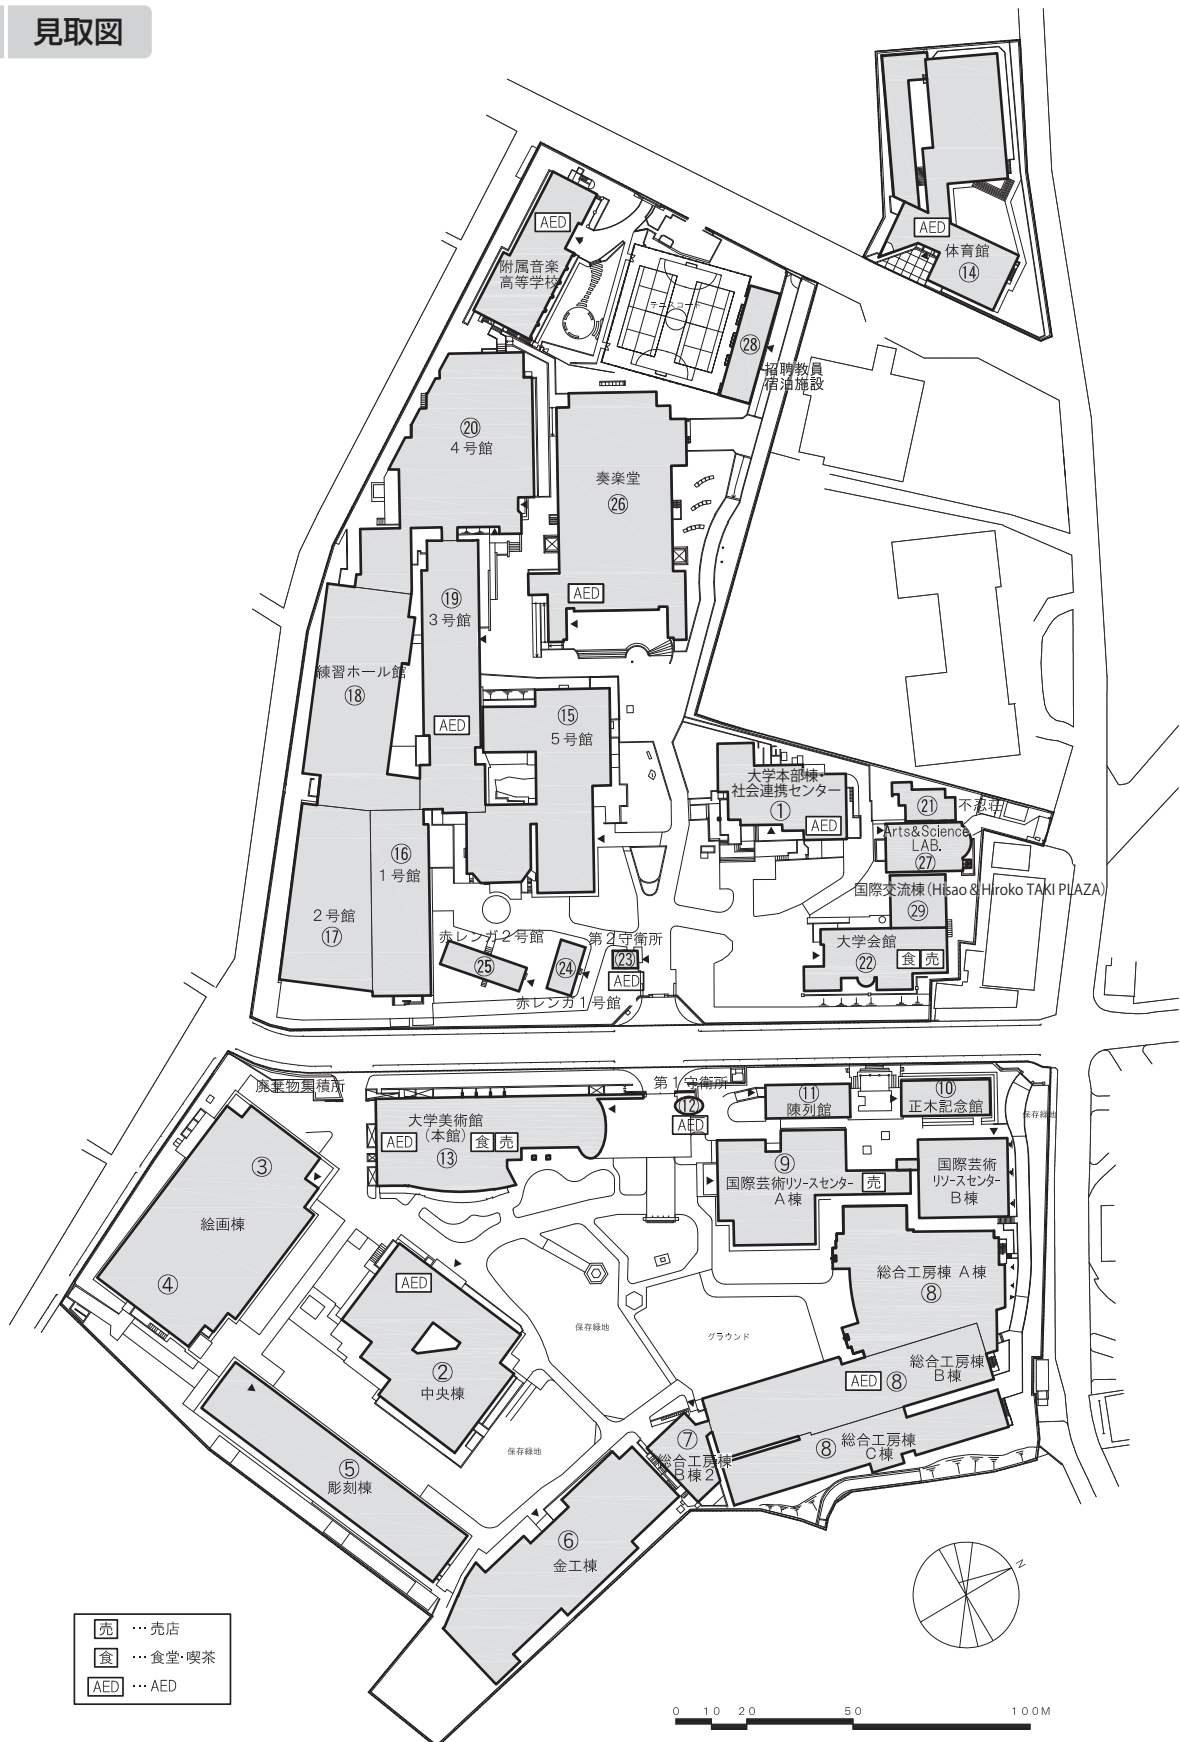 見取図
AED
体育館
⑭
AED
附属音楽
高等学校
テニスコート
㉘
招聘教員
宿泊施設
⑳
4号館
奏楽堂
㉖
AED
⑲
3号館
練習ホール館
⑱
AED
⑮
5号館
大学本部棟・
社会連携センター
①
AED
㉑
不忍荘
Arts&Science
LAB.
㉗
国際交流棟(Hisao & Hiroko TAKI PLAZA)
㉙
⑯
1号館
2号館
⑰
赤レンガ2号館
㉕
㉔
赤レンガ1号館
第2守衛所
㉓
AED
大学会館
㉒
食 売
廃棄物集積所
大学美術館
(本館)
⑬
AED
食 売
第1守衛所
⑫
AED
⑪
陳列館
⑩
正木記念館
保存緑地
③
絵画棟
④
⑨
国際芸術リソースセンター
A棟
売
国際芸術
リソースセンター
B棟
総合工房棟 A棟
⑧
AED
②
中央棟
保存緑地
グラウンド
総合工房棟
B棟
AED ⑧
⑧ 総合工房棟
C棟
⑦
総合工房棟
B棟2
保存緑地
⑤
彫刻棟
⑥
金工棟
N
売 …売店
食 …食堂・喫茶
AED …AED
0 10 20 50 100M